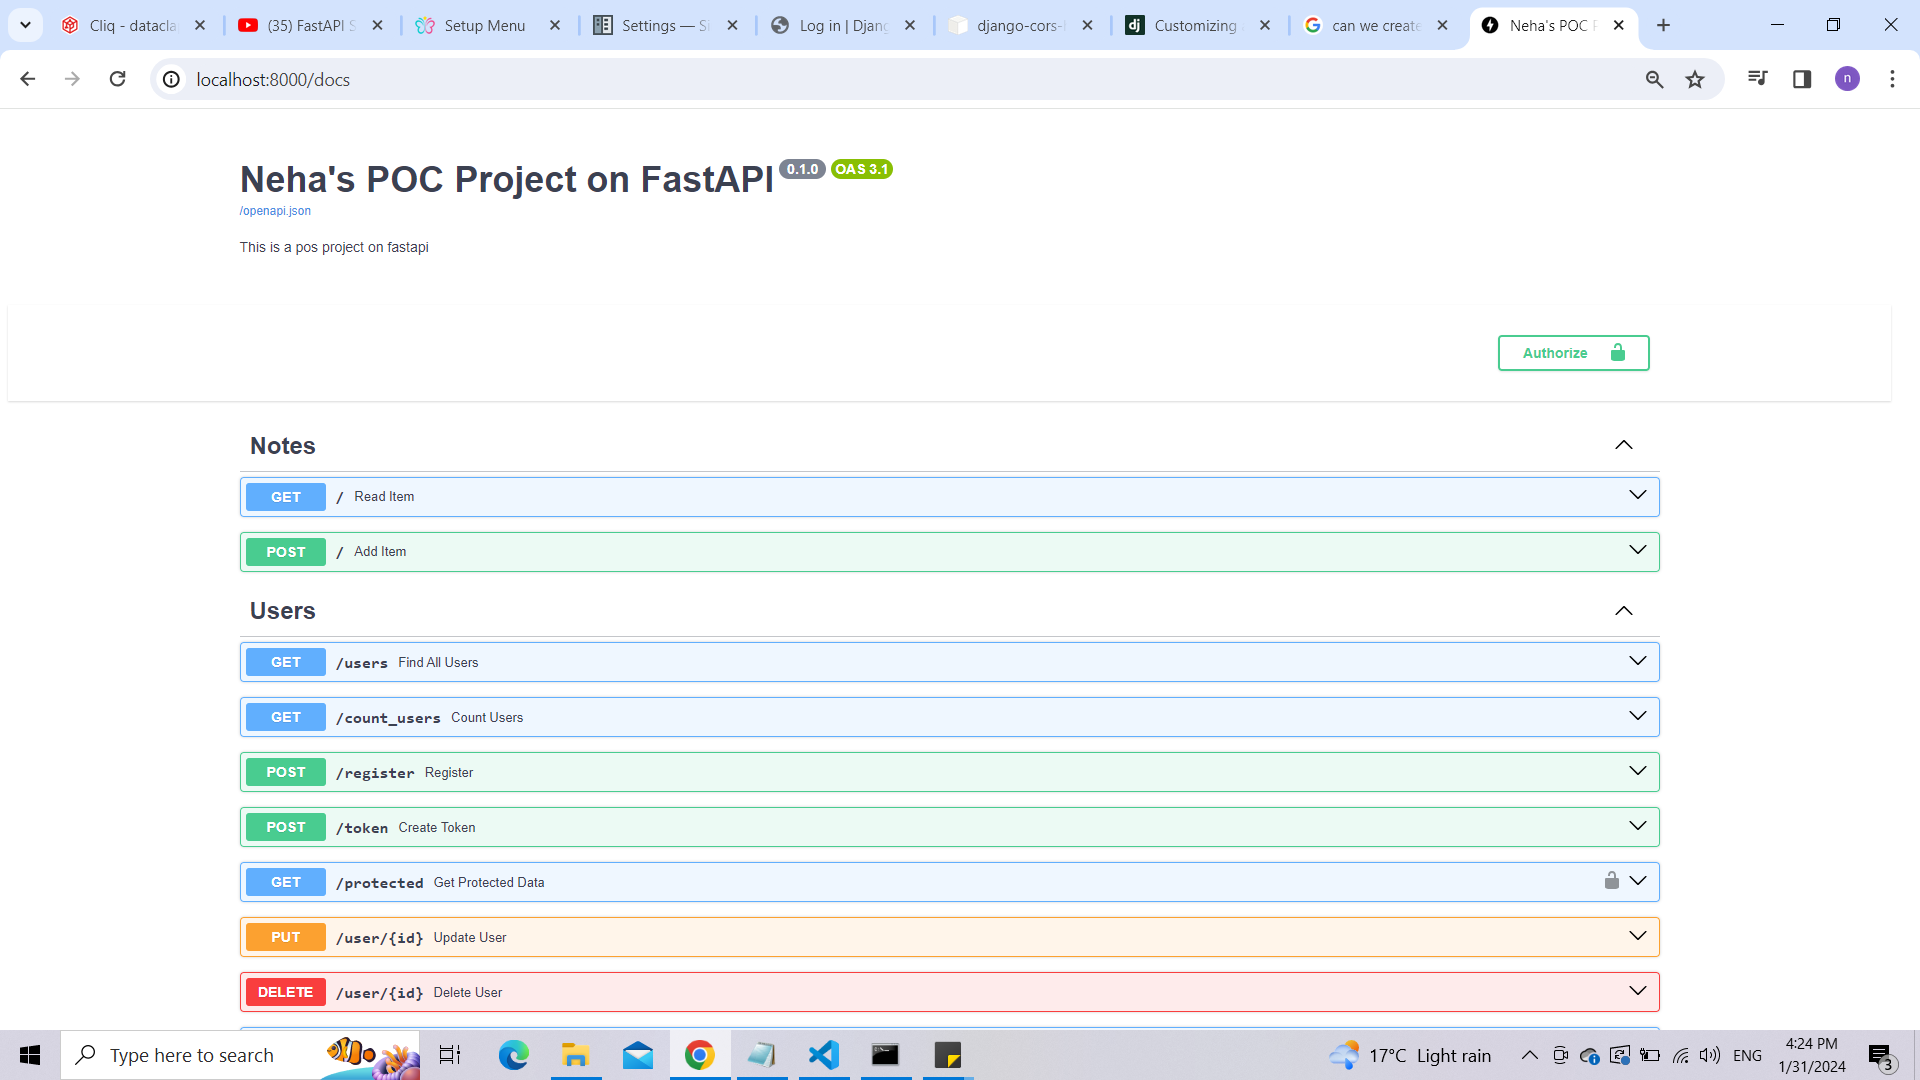 Cliq - datacla
(35) FastAPI S
Setup Menu
Settings — Si
Log in | Djang
django-cors-h
Customizing
can we create
Neha's POC P
localhost:8000/docs
n
Neha's POC Project on FastAPI 0.1.0 OAS 3.1
/openapi.json
This is a pos project on fastapi
Authorize
Notes
GET / Read Item
POST / Add Item
Users
GET /users Find All Users
GET /count_users Count Users
POST /register Register
POST /token Create Token
GET /protected Get Protected Data
PUT /user/{id} Update User
DELETE /user/{id} Delete User
Type here to search
17°C Light rain
ENG
4:24 PM
1/31/2024
3